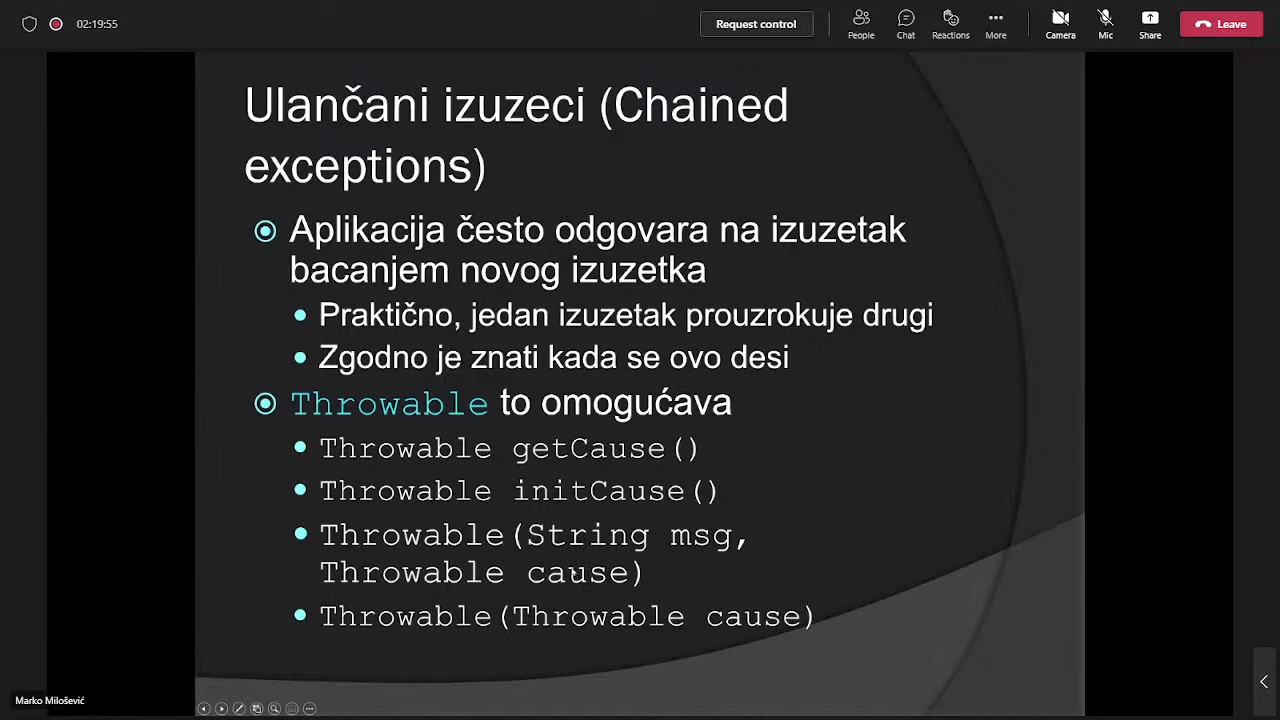 02:19:55
Request control
People
Chat
Reactions
More
Camera
Mic
Share
Leave
Ulančani izuzeci (Chained
exceptions)
Aplikacija često odgovara na izuzetak
bacanjem novog izuzetka
Praktično, jedan izuzetak prouzrokuje drugi
Zgodno je znati kada se ovo desi
Throwable to omogućava
Throwable getCause()
Throwable initCause()
Throwable(String msg,
Throwable cause)
Throwable(Throwable cause)
Marko Milošević